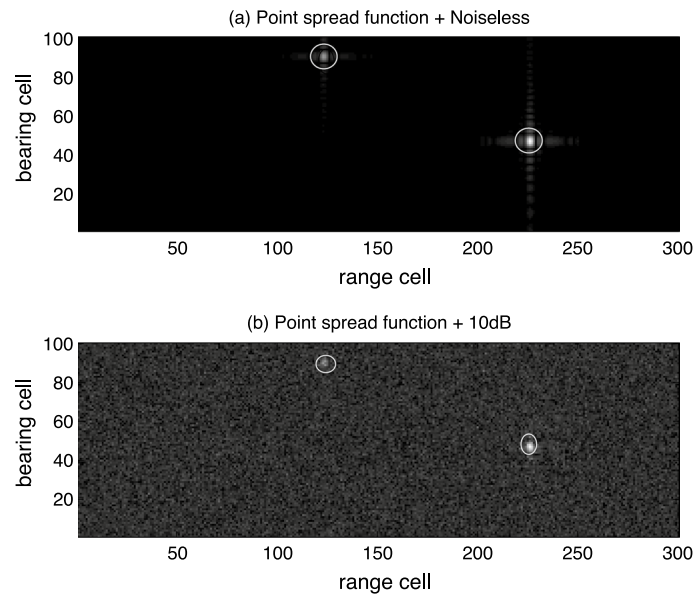 (a) Point spread function + Noiseless
100
80
60
40
20
bearing cell
50 100 150 200 250 300
range cell
(b) Point spread function + 10dB
100
80
60
40
20
bearing cell
50 100 150 200 250 300
range cell